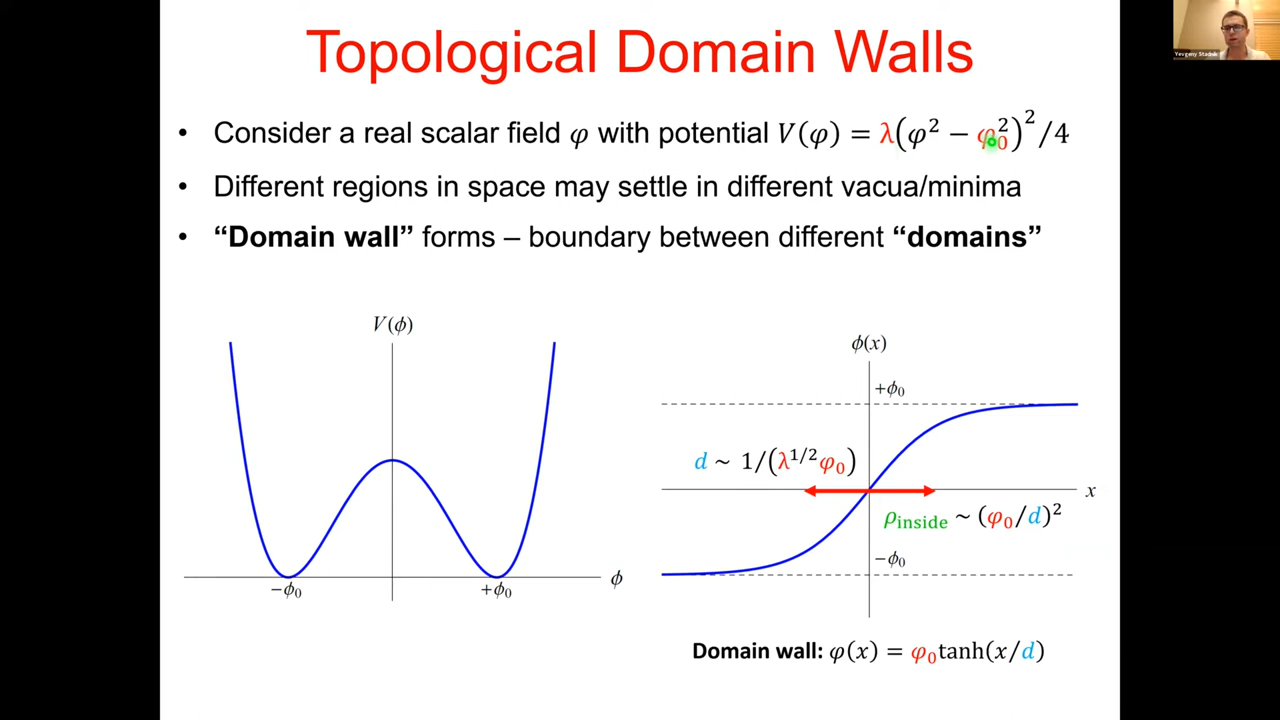 Topological Domain Walls
Yevgeny Stadnik
• Consider a real scalar field φ with potential V(φ) = λ(φ² − φ₀²)²/4
• Different regions in space may settle in different vacua/minima
• “Domain wall” forms – boundary between different “domains”
V(ϕ)
ϕ(x)
+ϕ₀
d ~ 1/(λ^{1/2}φ₀)
x
ρ_inside ~ (φ₀/d)²
−ϕ₀
−ϕ₀
+ϕ₀
ϕ
Domain wall: φ(x) = φ₀tanh(x/d)